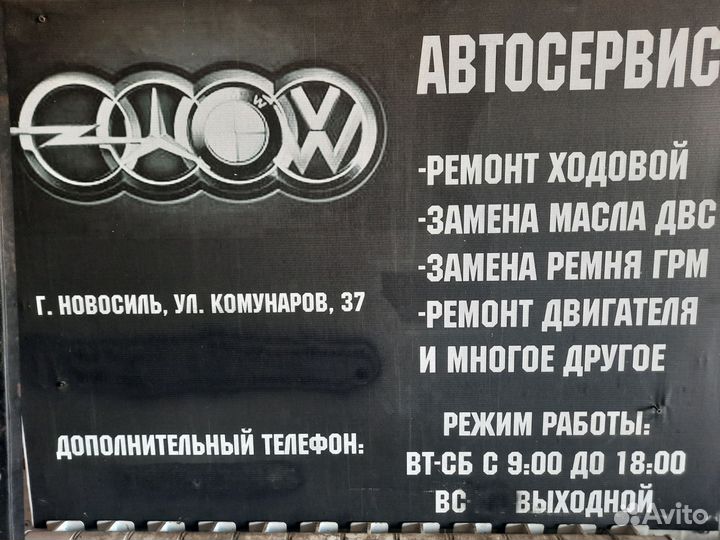 АВТОСЕРВИС
W
-РЕМОНТ ХОДОВОЙ
-ЗАМЕНА МАСЛА ДВС
-ЗАМЕНА РЕМНЯ ГРМ
-РЕМОНТ ДВИГАТЕЛЯ
И МНОГОЕ ДРУГОЕ
Г. НОВОСИЛЬ, УЛ. КОМУНАРОВ, 37
ДОПОЛНИТЕЛЬНЫЙ ТЕЛЕФОН:
РЕЖИМ РАБОТЫ:
ВТ-СБ С 9:00 ДО 18:00
ВС ВЫХОДНОЙ
Avito